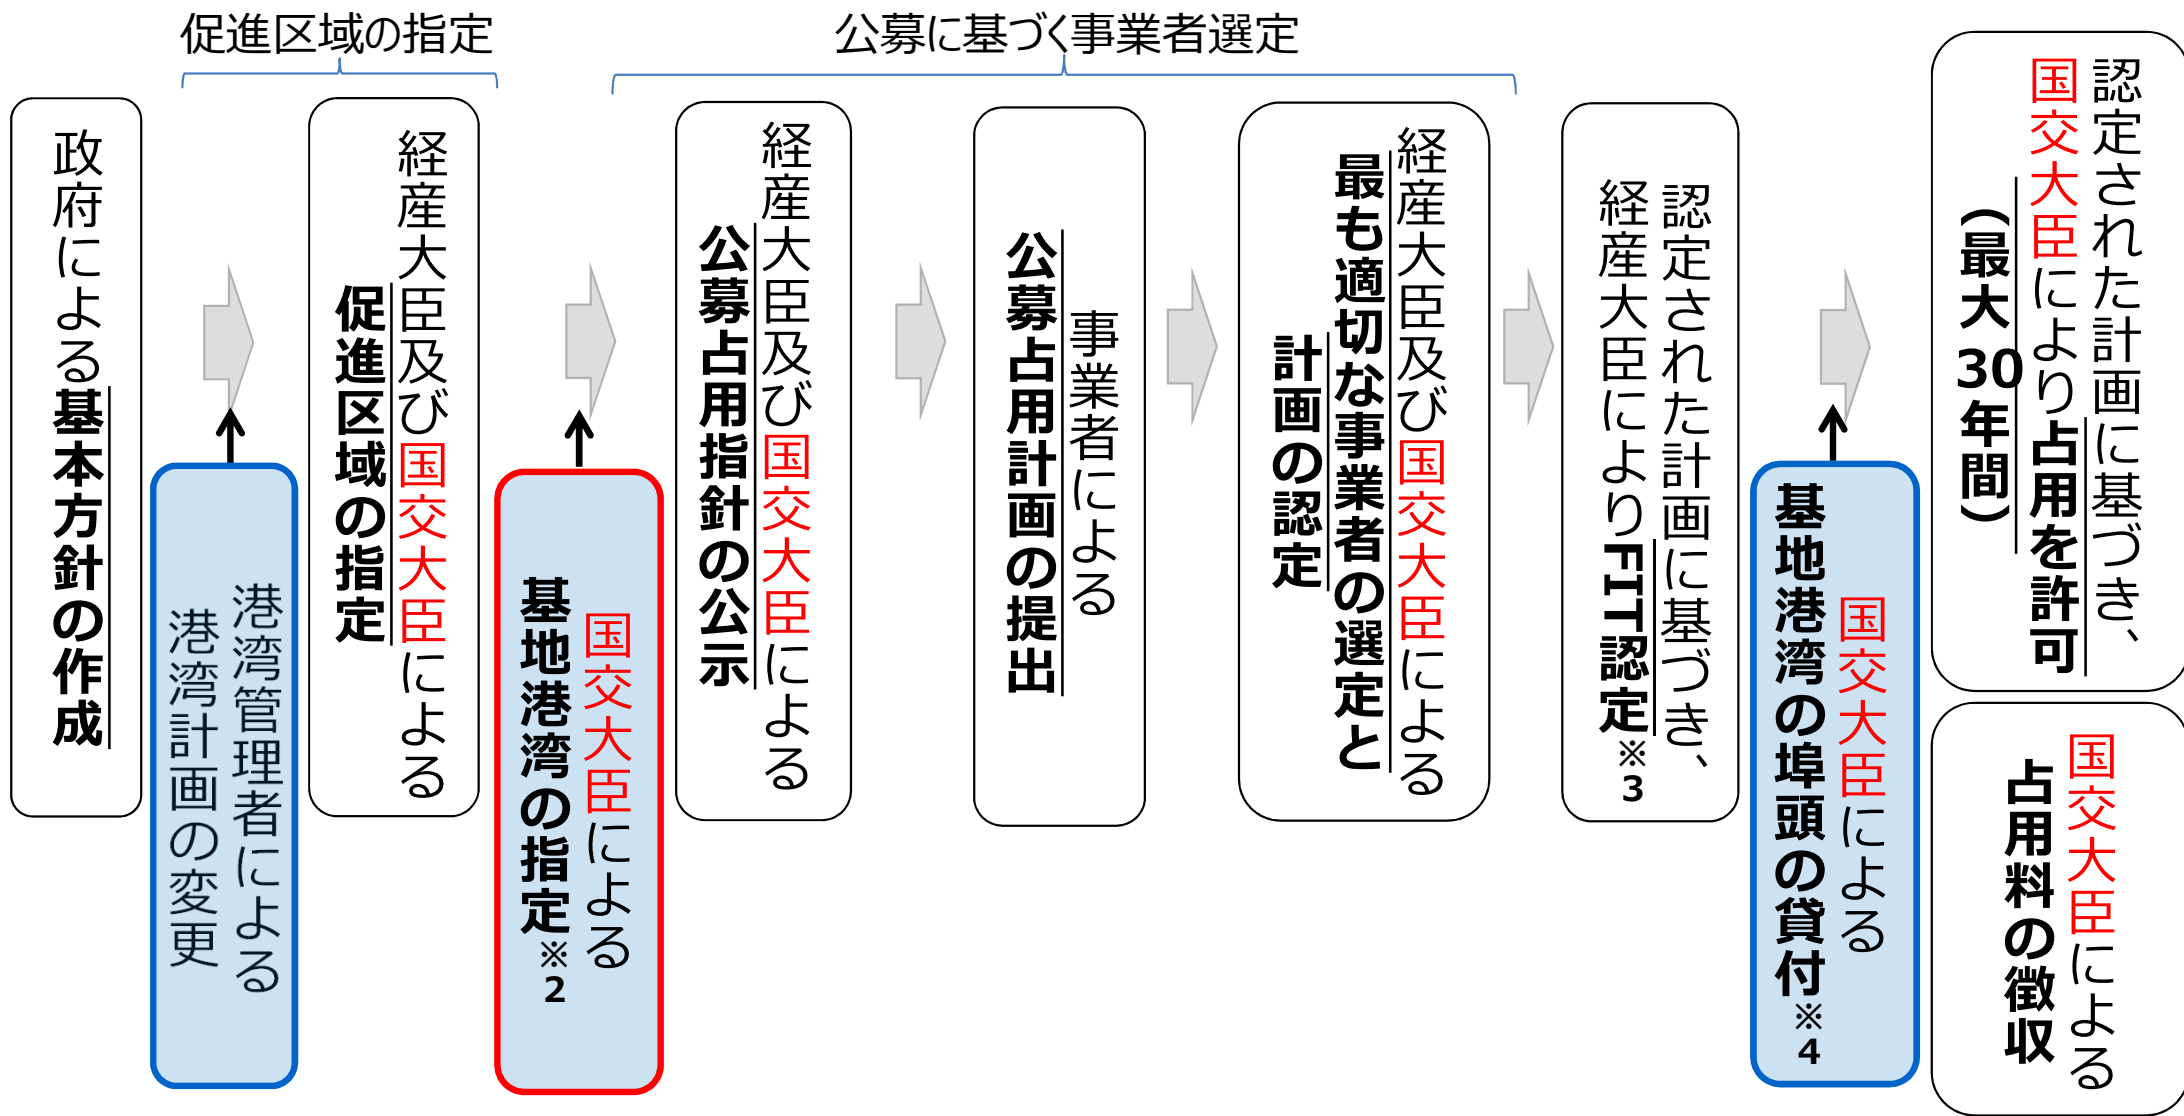 促進区域の指定
公募に基づく事業者選定
政府による基本方針の作成
港湾管理者による
港湾計画の変更
経産大臣及び国交大臣による
促進区域の指定
国交大臣による
基地港湾の指定※2
経産大臣及び国交大臣による
公募占用指針の公示
事業者による
公募占用計画の提出
経産大臣及び国交大臣による
最も適切な事業者の選定と
計画の認定
認定された計画に基づき、
経産大臣によりFIT認定※3
国交大臣による
基地港湾の埠頭の貸付※4
認定された計画に基づき、
国交大臣により占用を許可
（最大30年間）
国交大臣による
占用料の徴収